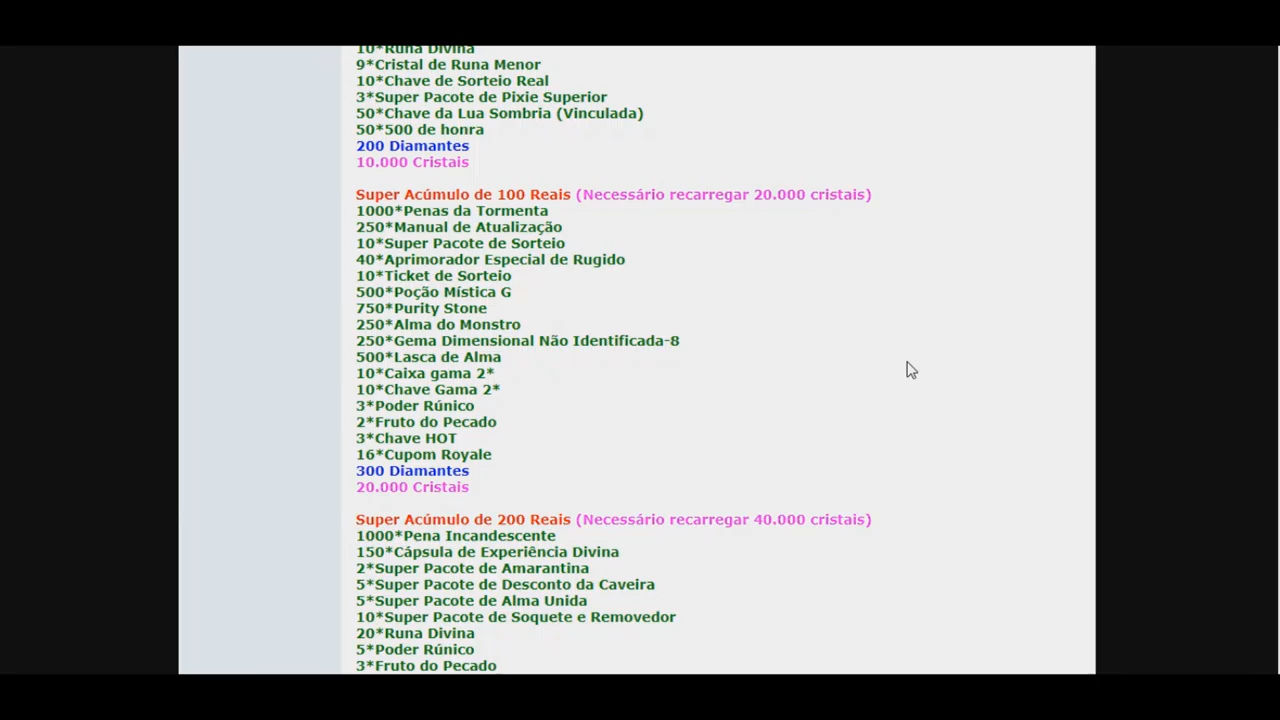 10*Runa Divina
9*Cristal de Runa Menor
10*Chave de Sorteio Real
3*Super Pacote de Pixie Superior
50*Chave da Lua Sombria (Vinculada)
50*500 de honra
200 Diamantes
10.000 Cristais
Super Acúmulo de 100 Reais (Necessário recarregar 20.000 cristais)
1000*Penas da Tormenta
250*Manual de Atualização
10*Super Pacote de Sorteio
40*Aprimorador Especial de Rugido
10*Ticket de Sorteio
500*Poção Mística G
750*Purity Stone
250*Alma do Monstro
250*Gema Dimensional Não Identificada-8
500*Lasca de Alma
10*Caixa gama 2*
10*Chave Gama 2*
3*Poder Rúnico
2*Fruto do Pecado
3*Chave HOT
16*Cupom Royale
300 Diamantes
20.000 Cristais
Super Acúmulo de 200 Reais (Necessário recarregar 40.000 cristais)
1000*Pena Incandescente
150*Cápsula de Experiência Divina
2*Super Pacote de Amarantina
5*Super Pacote de Desconto da Caveira
5*Super Pacote de Alma Unida
10*Super Pacote de Soquete e Removedor
20*Runa Divina
5*Poder Rúnico
3*Fruto do Pecado